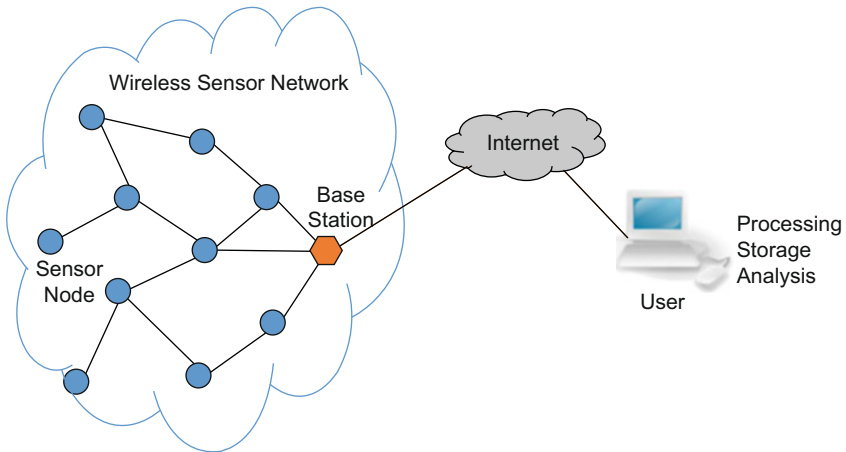 Wireless Sensor Network
Base
Station
Sensor
Node
Internet
Processing
Storage
Analysis
User